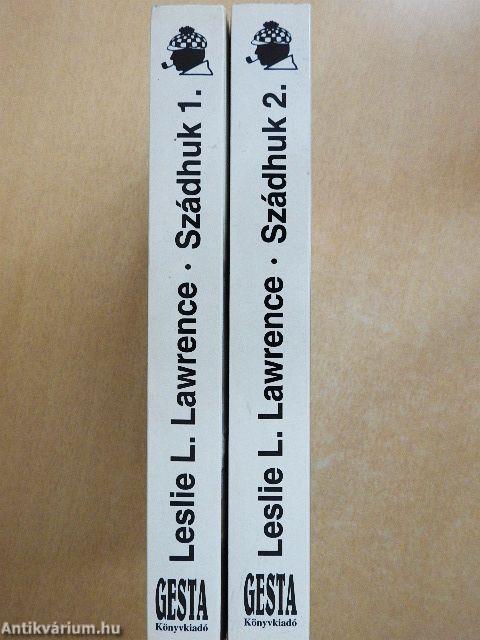 Leslie L. Lawrence · Szádhuk 1.
GESTA
Könyvkiadó
Leslie L. Lawrence · Szádhuk 2.
GESTA
Könyvkiadó
Antikvárium.hu